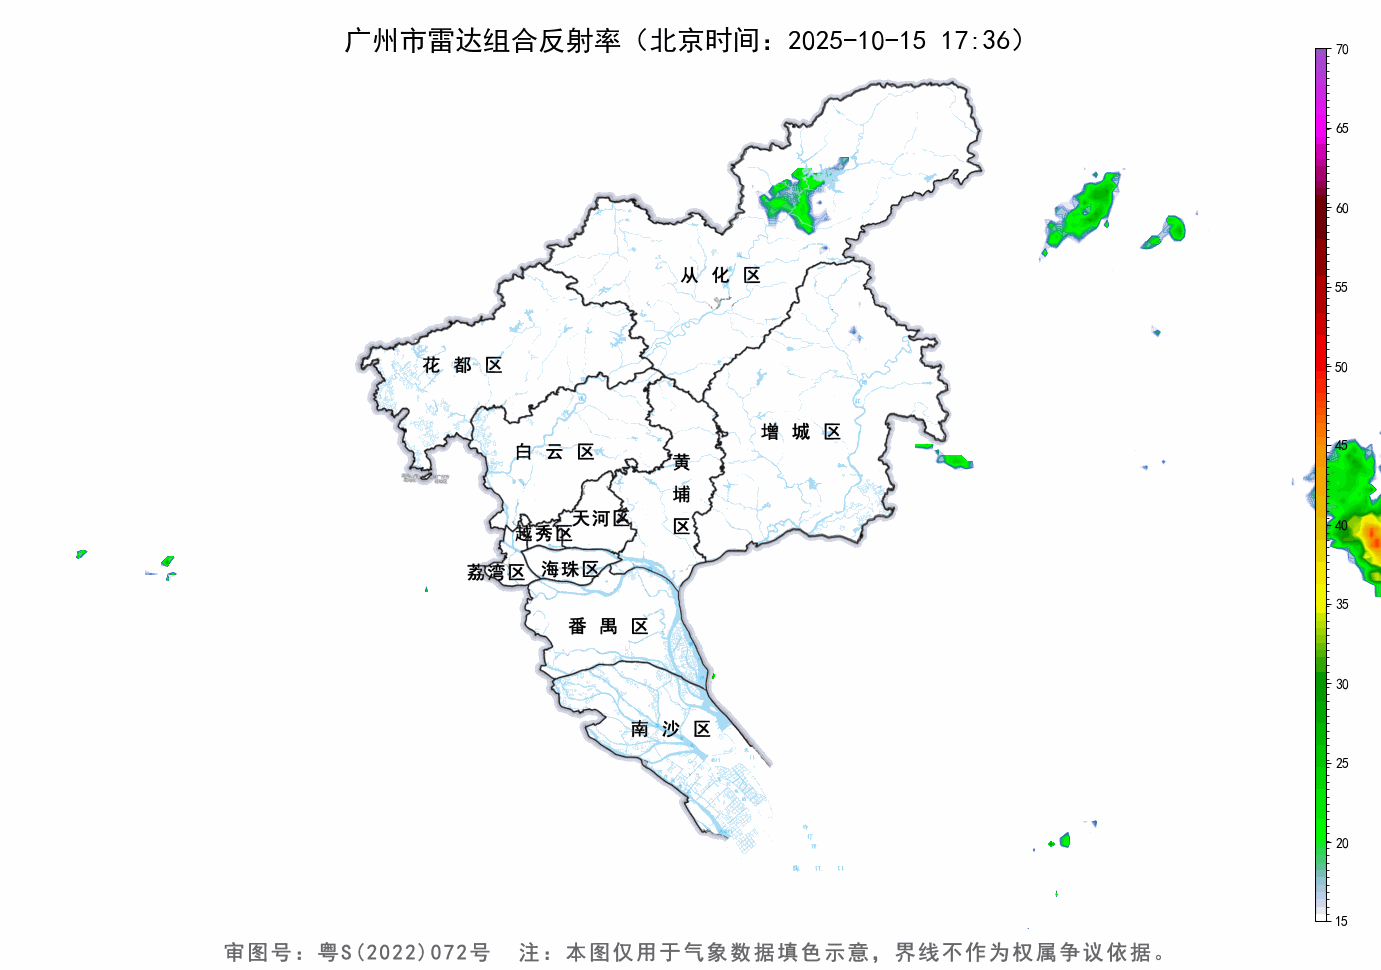 广州市雷达组合反射率（北京时间：2025-10-15 17:36）
70
65
60
55
50
45
40
35
30
25
20
15
从化区
花都区
增城区
白云区
黄埔区
天河区
越秀区
荔湾区
海珠区
番禺区
南沙区
审图号：粤S(2022)072号 注：本图仅用于气象数据填色示意，界线不作为权属争议依据。